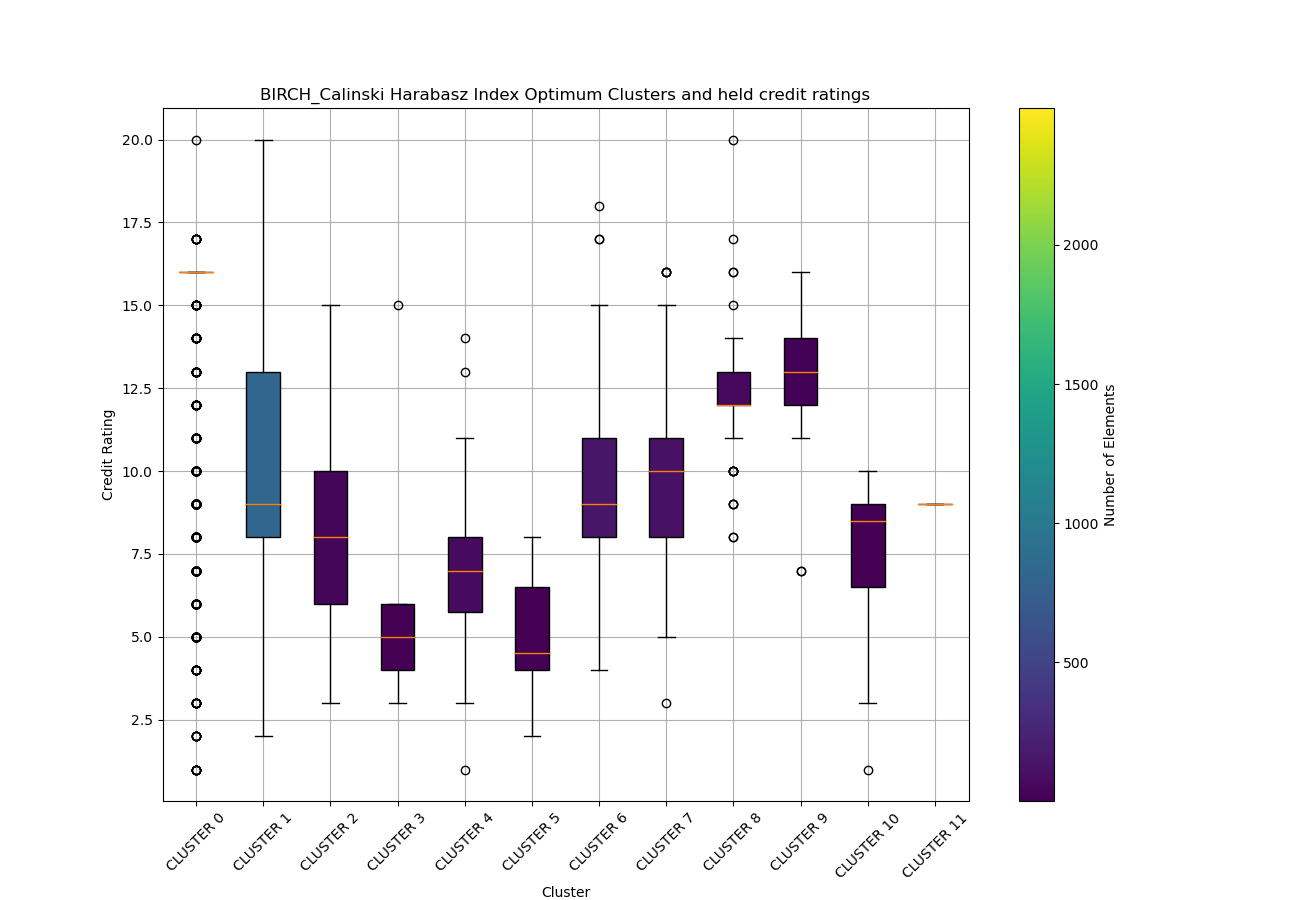 BIRCH_Calinski Harabasz Index Optimum Clusters and held credit ratings
20.0
17.5
15.0
12.5
10.0
7.5
5.0
2.5
Credit Rating
CLUSTER 0
CLUSTER 1
CLUSTER 2
CLUSTER 3
CLUSTER 4
CLUSTER 5
CLUSTER 6
CLUSTER 7
CLUSTER 8
CLUSTER 9
CLUSTER 10
CLUSTER 11
Cluster
2000
1500
1000
500
Number of Elements